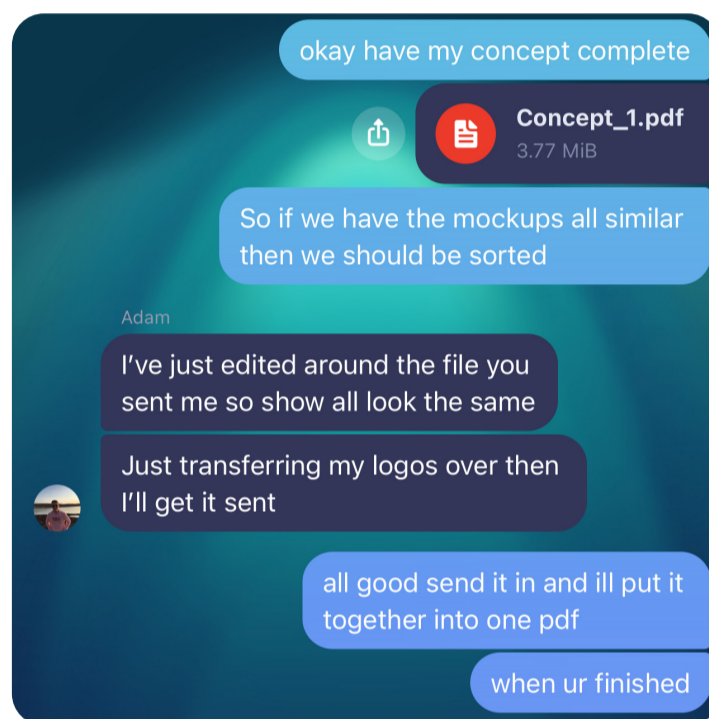 okay have my concept complete
Concept_1.pdf
3.77 MiB
So if we have the mockups all similar
then we should be sorted
Adam
I’ve just edited around the file you
sent me so show all look the same
Just transferring my logos over then
I’ll get it sent
all good send it in and ill put it
together into one pdf
when ur finished